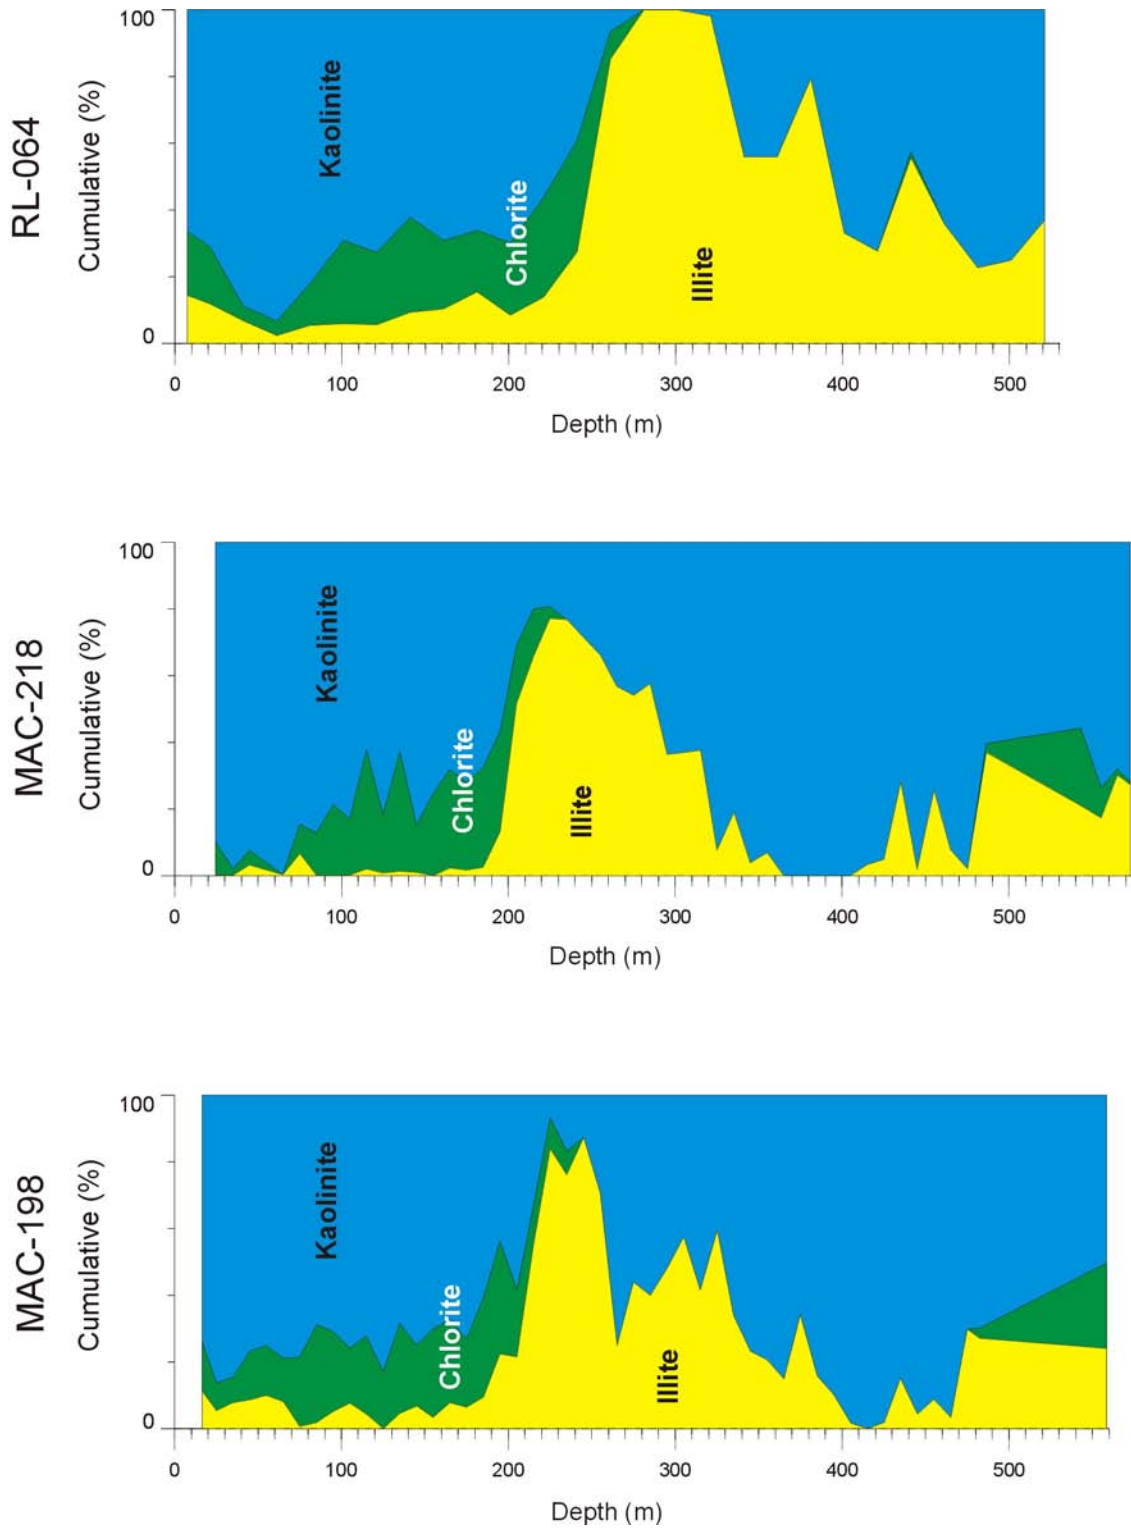 RL-064
Cumulative (%)
100
0
Kaolinite
Chlorite
Illite
0 100 200 300 400 500
Depth (m)
MAC-218
Cumulative (%)
100
0
Kaolinite
Chlorite
Illite
0 100 200 300 400 500
Depth (m)
MAC-198
Cumulative (%)
100
0
Kaolinite
Chlorite
Illite
0 100 200 300 400 500
Depth (m)